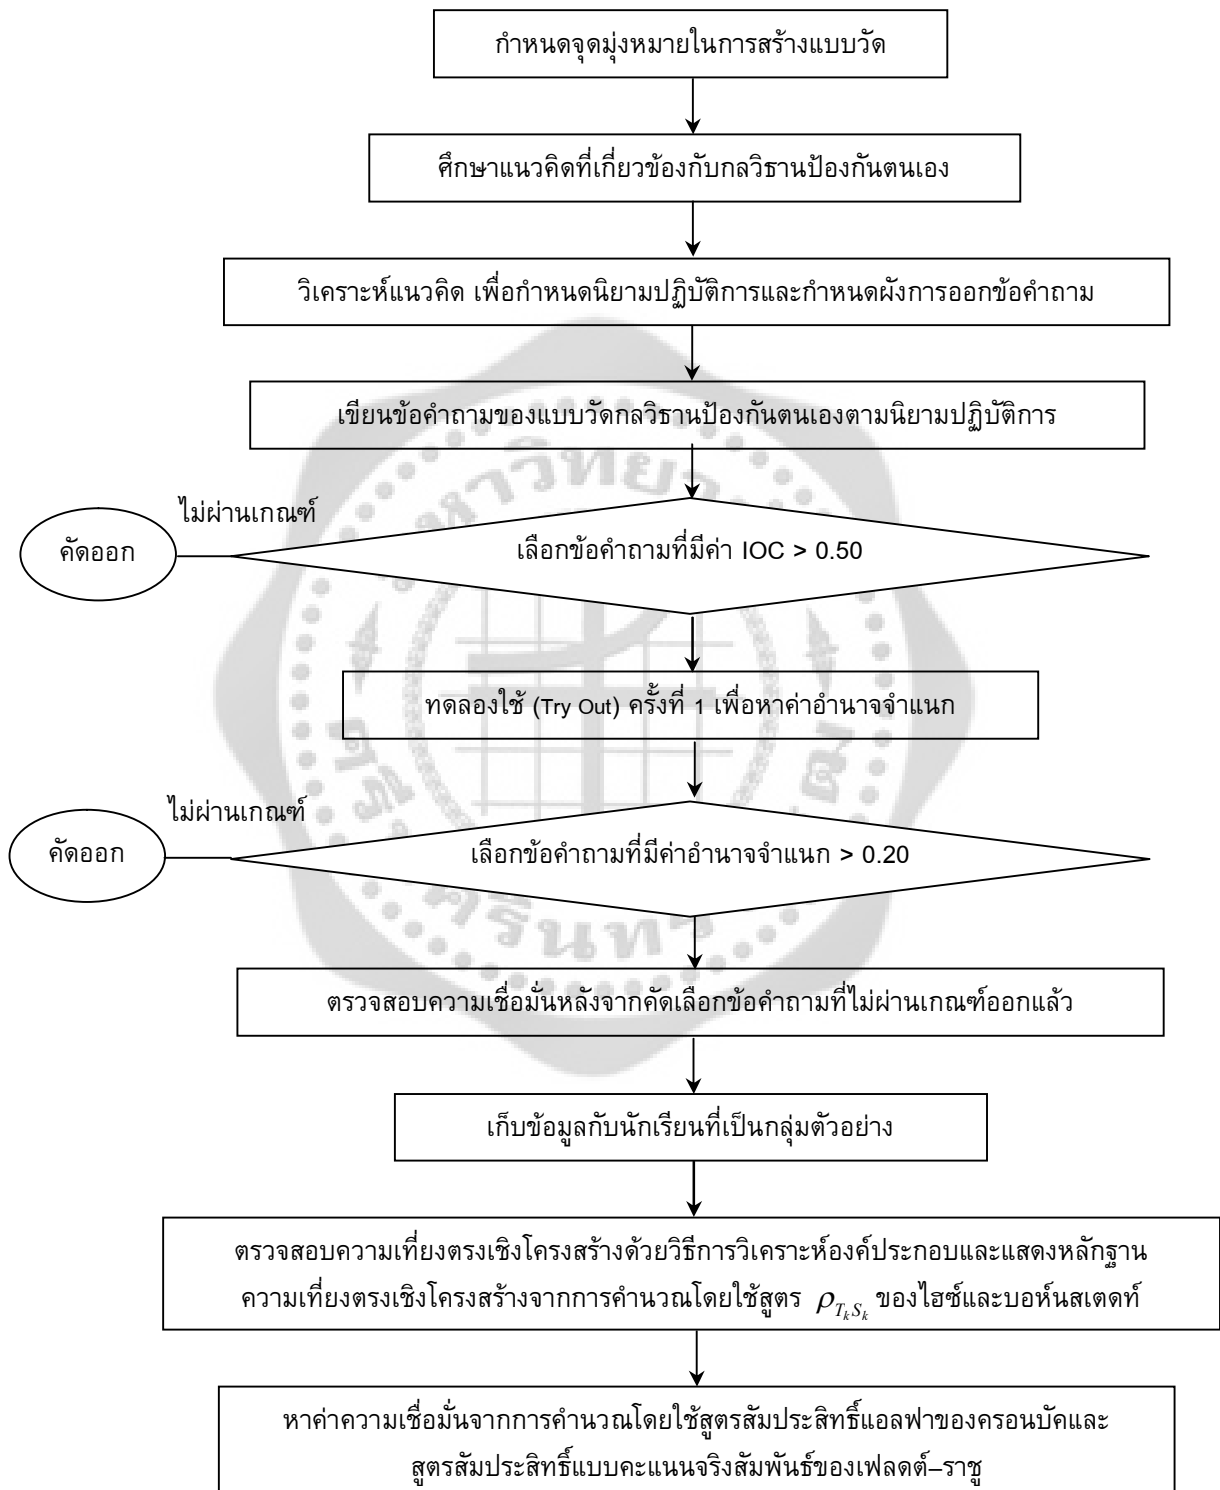 กำหนดจุดมุ่งหมายในการสร้างแบบวัด
ศึกษาแนวคิดที่เกี่ยวข้องกับกลวิธานป้องกันตนเอง
วิเคราะห์แนวคิด เพื่อกำหนดนิยามปฏิบัติการและกำหนดผังการออกข้อคำถาม
เขียนข้อคำถามของแบบวัดกลวิธานป้องกันตนเองตามนิยามปฏิบัติการ
ไม่ผ่านเกณฑ์
คัดออก
เลือกข้อคำถามที่มีค่า IOC > 0.50
ทดลองใช้ (Try Out) ครั้งที่ 1 เพื่อหาค่าอำนาจจำแนก
ไม่ผ่านเกณฑ์
คัดออก
เลือกข้อคำถามที่มีค่าอำนาจจำแนก > 0.20
ตรวจสอบความเชื่อมั่นหลังจากคัดเลือกข้อคำถามที่ไม่ผ่านเกณฑ์ออกแล้ว
เก็บข้อมูลกับนักเรียนที่เป็นกลุ่มตัวอย่าง
ตรวจสอบความเที่ยงตรงเชิงโครงสร้างด้วยวิธีการวิเคราะห์องค์ประกอบและแสดงหลักฐาน
ความเที่ยงตรงเชิงโครงสร้างจากการคำนวณโดยใช้สูตร ρ_{T_k S_k} ของไฮซ์และบอห์นสเตดท์
หาค่าความเชื่อมั่นจากการคำนวณโดยใช้สูตรสัมประสิทธิ์แอลฟาของครอนบัคและ
สูตรสัมประสิทธิ์แบบคะแนนจริงสัมพันธ์ของเฟลดต์–ราชู